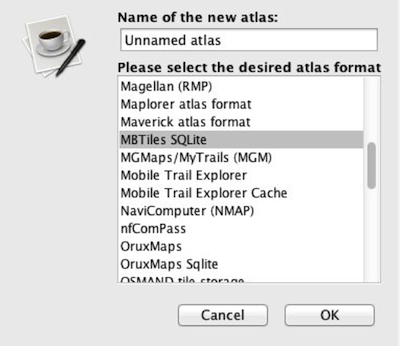 Name of the new atlas:
Unnamed atlas
Please select the desired atlas format
Magellan (RMP)
Maplorer atlas format
Maverick atlas format
MBTiles SQLite
MGMaps/MyTrails (MGM)
Mobile Trail Explorer
Mobile Trail Explorer Cache
NaviComputer (NMAP)
nfComPass
OruxMaps
OruxMaps Sqlite
OSMAND tile storage
Cancel
OK